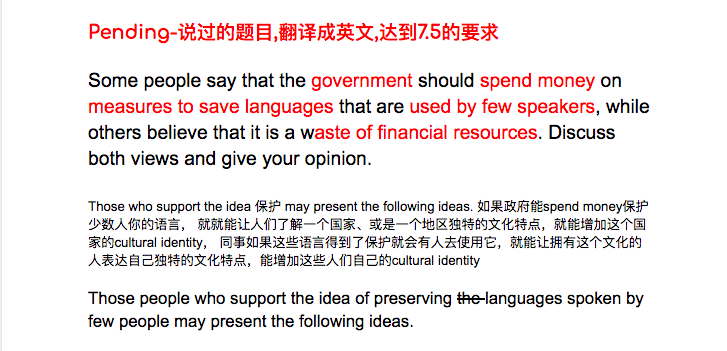 Pending-说过的题目,翻译成英文,达到7.5的要求
Some people say that the government should spend money on
measures to save languages that are used by few speakers, while
others believe that it is a waste of financial resources. Discuss
both views and give your opinion.
Those who support the idea 保护 may present the following ideas. 如果政府能spend money保护
少数人你的语言， 就就能让人们了解一个国家、或是一个地区独特的文化特点，就能增加这个国
家的cultural identity， 同事如果这些语言得到了保护就会有人去使用它，就能让拥有这个文化的
人表达自己独特的文化特点，能增加这些人们自己的cultural identity
Those people who support the idea of preserving the languages spoken by
few people may present the following ideas.